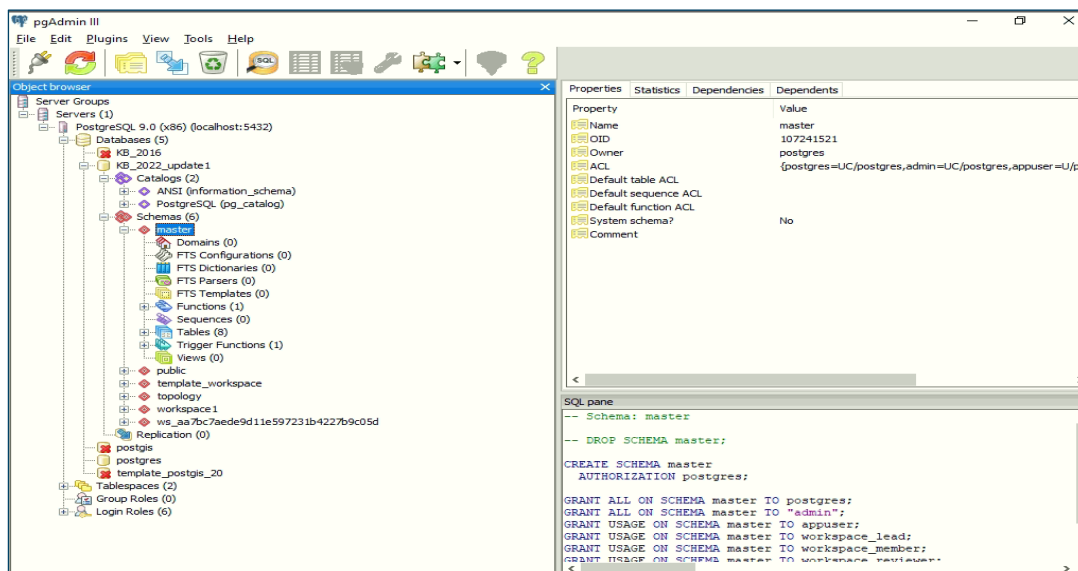 pgAdmin III
File Edit Plugins View Tools Help
SQL
Object browser
Server Groups
Servers (1)
PostgreSQL 9.0 (x86) (localhost:5432)
Databases (5)
KB_2016
KB_2022_update1
Catalogs (2)
ANSI (information_schema)
PostgreSQL (pg_catalog)
Schemas (6)
master
Domains (0)
FTS Configurations (0)
FTS Dictionaries (0)
FTS Parsers (0)
FTS Templates (0)
Functions (1)
Sequences (0)
Tables (8)
Trigger Functions (1)
Views (0)
public
template_workspace
topology
workspace1
ws_aa7bc7aede9d11e597231b4227b9c05d
Replication (0)
postgis
postgres
template_postgis_20
Tablespaces (2)
Group Roles (0)
Login Roles (6)
Properties Statistics Dependencies Dependents
Property Value
Name master
OID 107241521
Owner postgres
ACL {postgres=UC/postgres,admin=UC/postgres,appuser=U/p
Default table ACL
Default sequence ACL
Default function ACL
System schema? No
Comment
SQL pane
-- Schema: master
-- DROP SCHEMA master;
CREATE SCHEMA master
AUTHORIZATION postgres;
GRANT ALL ON SCHEMA master TO postgres;
GRANT ALL ON SCHEMA master TO "admin";
GRANT USAGE ON SCHEMA master TO appuser;
GRANT USAGE ON SCHEMA master TO workspace_lead;
GRANT USAGE ON SCHEMA master TO workspace_member;
GRANT USAGE ON SCHEMA master TO workspace_reviewer;